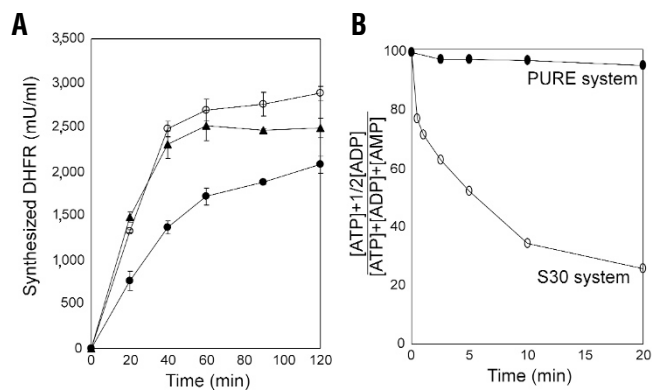 A
Synthesized DHFR (mU/ml)
3,500
3,000
2,500
2,000
1,500
1,000
500
0
0 20 40 60 80 100 120
Time (min)
B
[ATP]+1/2[ADP]
[ATP]+[ADP]+[AMP]
100
80
60
40
20
0
PURE system
S30 system
0 5 10 15 20
Time (min)